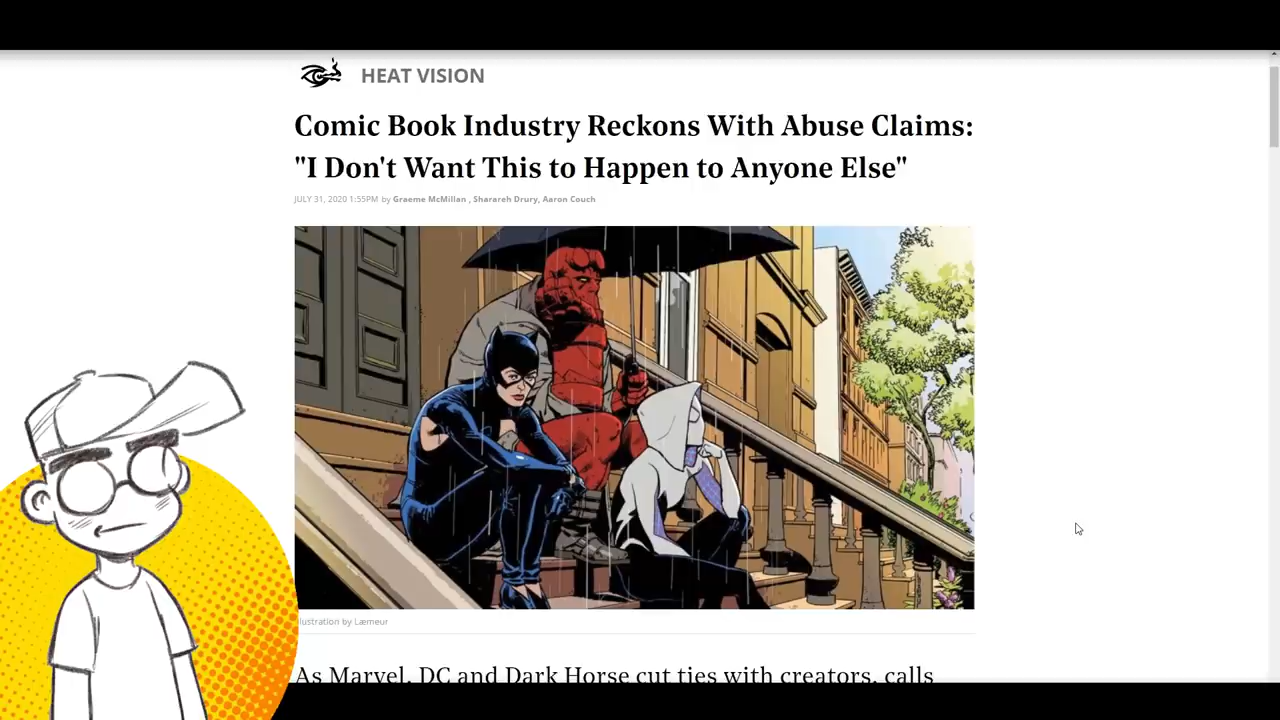 HEAT VISION
Comic Book Industry Reckons With Abuse Claims:
"I Don't Want This to Happen to Anyone Else"
JULY 31, 2020 1:55PM by Graeme McMillan , Sharareh Drury, Aaron Couch
llustration by Læmeur
As Marvel, DC and Dark Horse cut ties with creators, calls